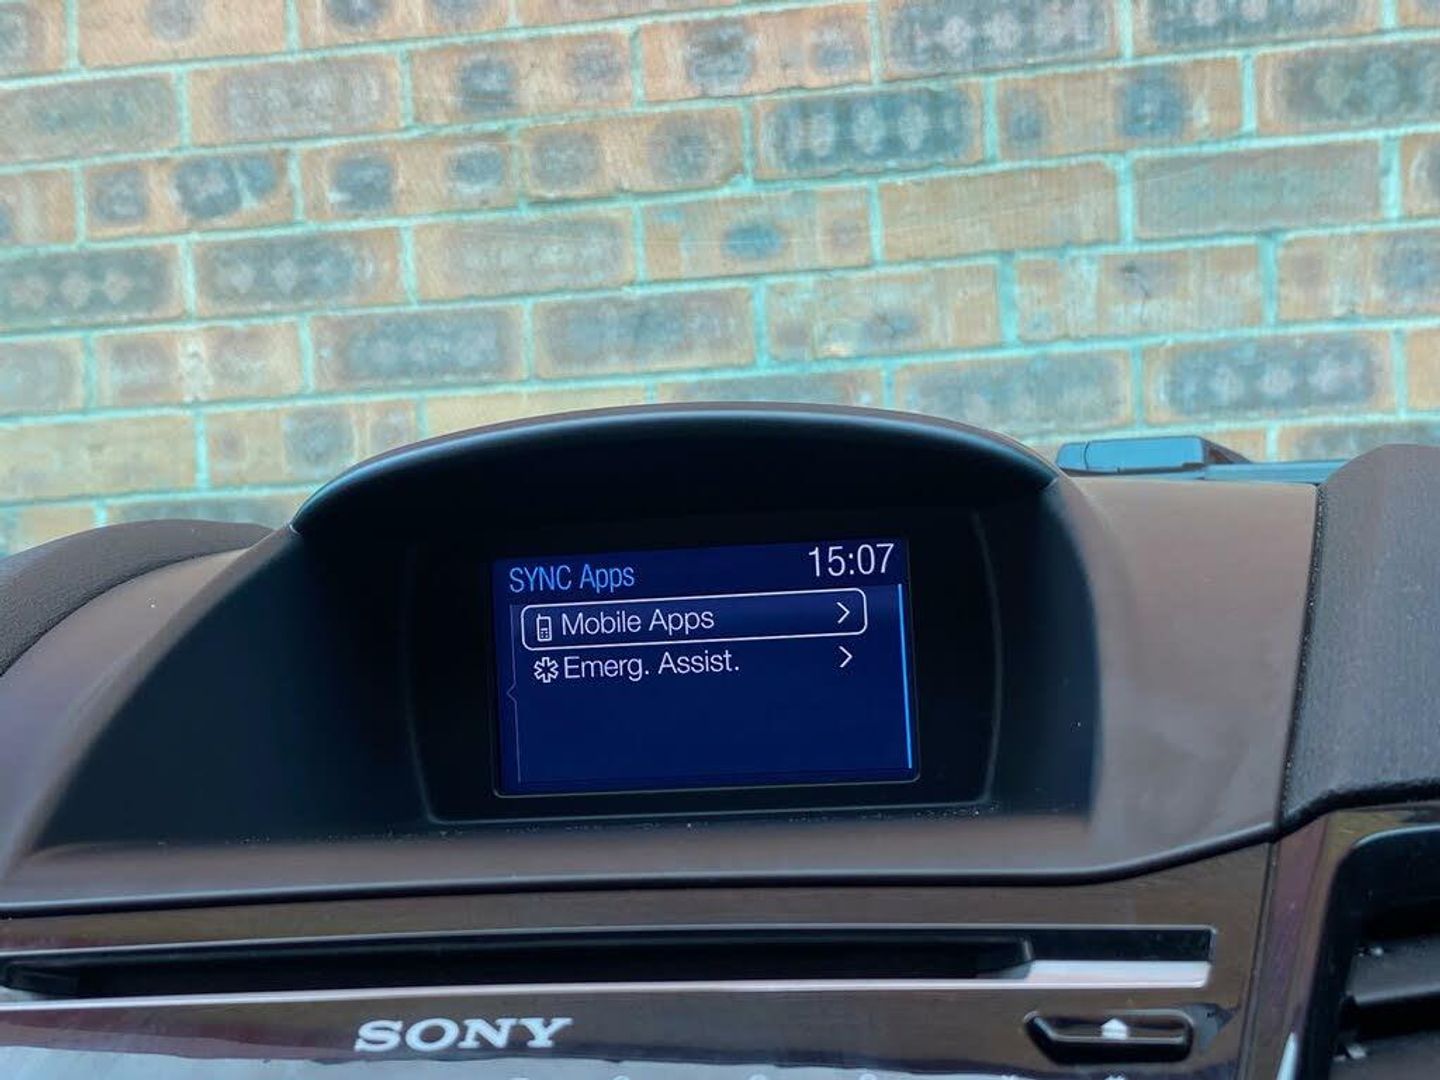 SYNC Apps 15:07
Mobile Apps
Emerg. Assist.
SONY